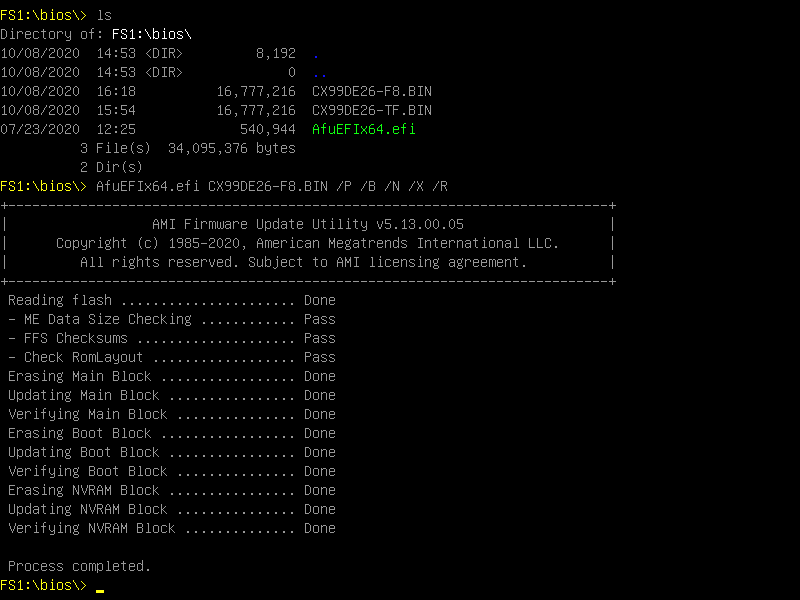 FS1:\bios\> ls
Directory of: FS1:\bios\
10/08/2020  14:53 <DIR>         8,192  .
10/08/2020  14:53 <DIR>             0  ..
10/08/2020  16:18          16,777,216  CX99DE26-F8.BIN
10/08/2020  15:54          16,777,216  CX99DE26-TF.BIN
07/23/2020  12:25             540,944  AfuEFIx64.efi
          3 File(s)  34,095,376 bytes
          2 Dir(s)
FS1:\bios\> AfuEFIx64.efi CX99DE26-F8.BIN /P /B /N /X /R
+---------------------------------------------------------------------------+
|                  AMI Firmware Update Utility v5.13.00.05                  |
|      Copyright (c) 1985-2020, American Megatrends International LLC.      |
|         All rights reserved. Subject to AMI licensing agreement.          |
+---------------------------------------------------------------------------+
 Reading flash ...................... Done
 - ME Data Size Checking ............ Pass
 - FFS Checksums .................... Pass
 - Check RomLayout .................. Pass
 Erasing Main Block ................. Done
 Updating Main Block ................ Done
 Verifying Main Block ............... Done
 Erasing Boot Block ................. Done
 Updating Boot Block ................ Done
 Verifying Boot Block ............... Done
 Erasing NVRAM Block ................ Done
 Updating NVRAM Block ............... Done
 Verifying NVRAM Block .............. Done
 Process completed.
FS1:\bios\> _